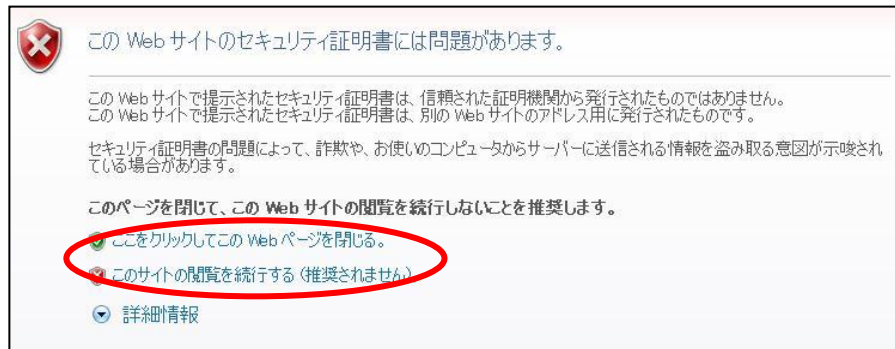 この Web サイトのセキュリティ証明書には問題があります。
この Web サイトで提示されたセキュリティ証明書は、信頼された証明機関から発行されたものではありません。
この Web サイトで提示されたセキュリティ証明書は、別の Web サイトのアドレス用に発行されたものです。
セキュリティ証明書の問題によって、詐欺や、お使いのコンピュータからサーバーに送信される情報を盗み取る意図が示唆され
ている場合があります。
このページを閉じて、この Web サイトの閲覧を続行しないことを推奨します。
ここをクリックしてこの Web ページを閉じる。
このサイトの閲覧を続行する (推奨されません)
詳細情報